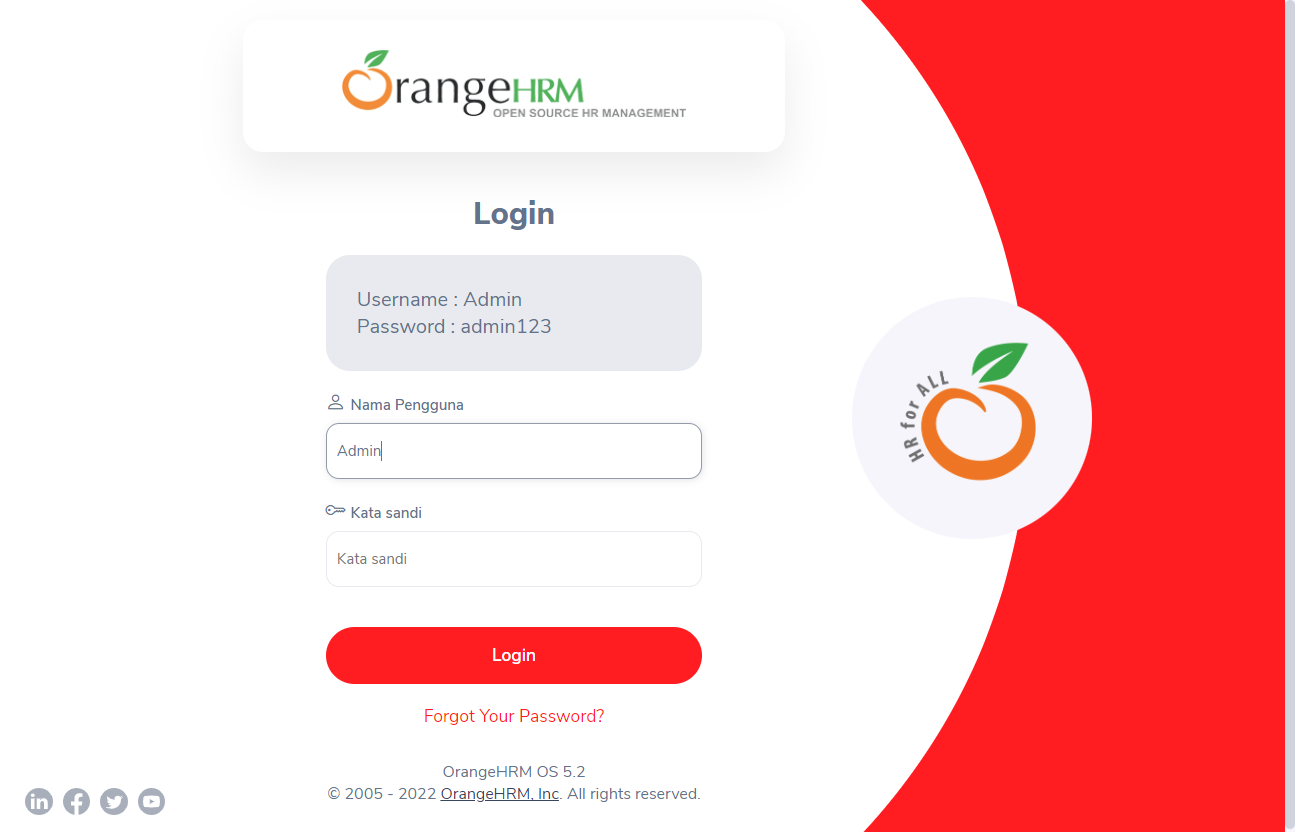 OrangeHRM
OPEN SOURCE HR MANAGEMENT
Login
Username : Admin
Password : admin123
Nama Pengguna
Admin
Kata sandi
Kata sandi
Login
Forgot Your Password?
OrangeHRM OS 5.2
© 2005 - 2022 OrangeHRM, Inc. All rights reserved.
HR for ALL